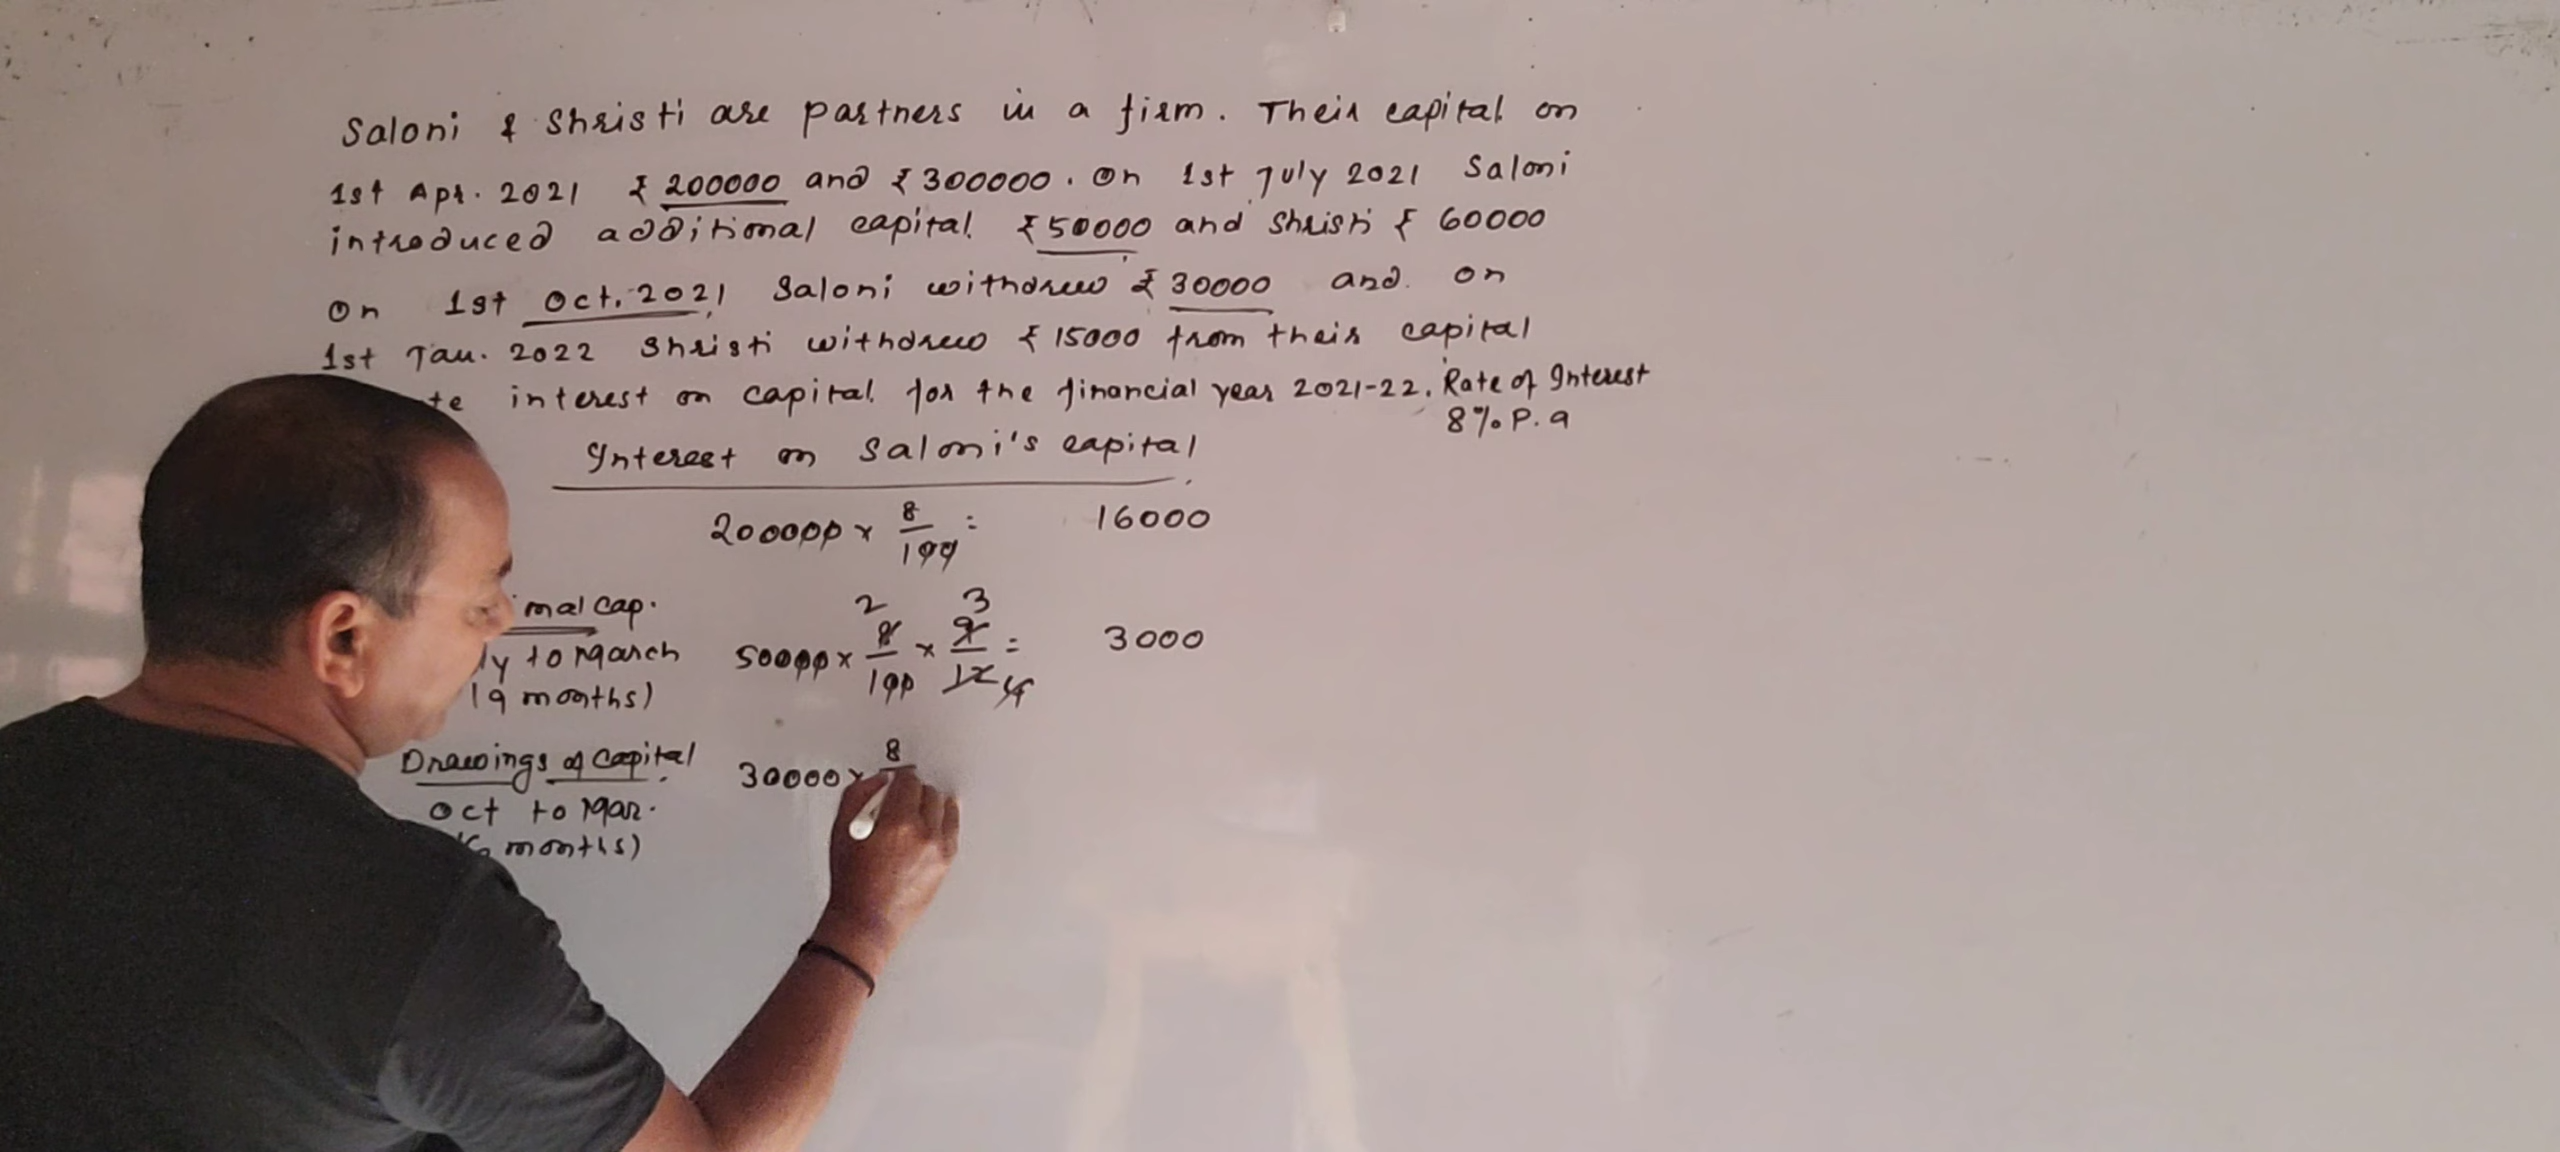 Saloni & Shristi are partners in a firm. Their capital on
1st Apr. 2021 ₹ 200000 and ₹ 300000. On 1st July 2021 Saloni
introduced additional capital ₹ 50000 and Shristi ₹ 60000
On 1st Oct. 2021 Saloni withdrew ₹ 30000 and on
1st Jan. 2022 Shristi withdrew ₹ 15000 from their capital
interest on capital for the financial year 2021-22. Rate of Interest
8% P.a
Interest on Saloni's capital
200000 × 8/100 = 16000
nal Cap.
ly to March
(9 months)
50000 × 8/100 × 9/12 = 3000
2 3 4
Drawings of Capital
Oct to Mar.
months)
30000 × 8